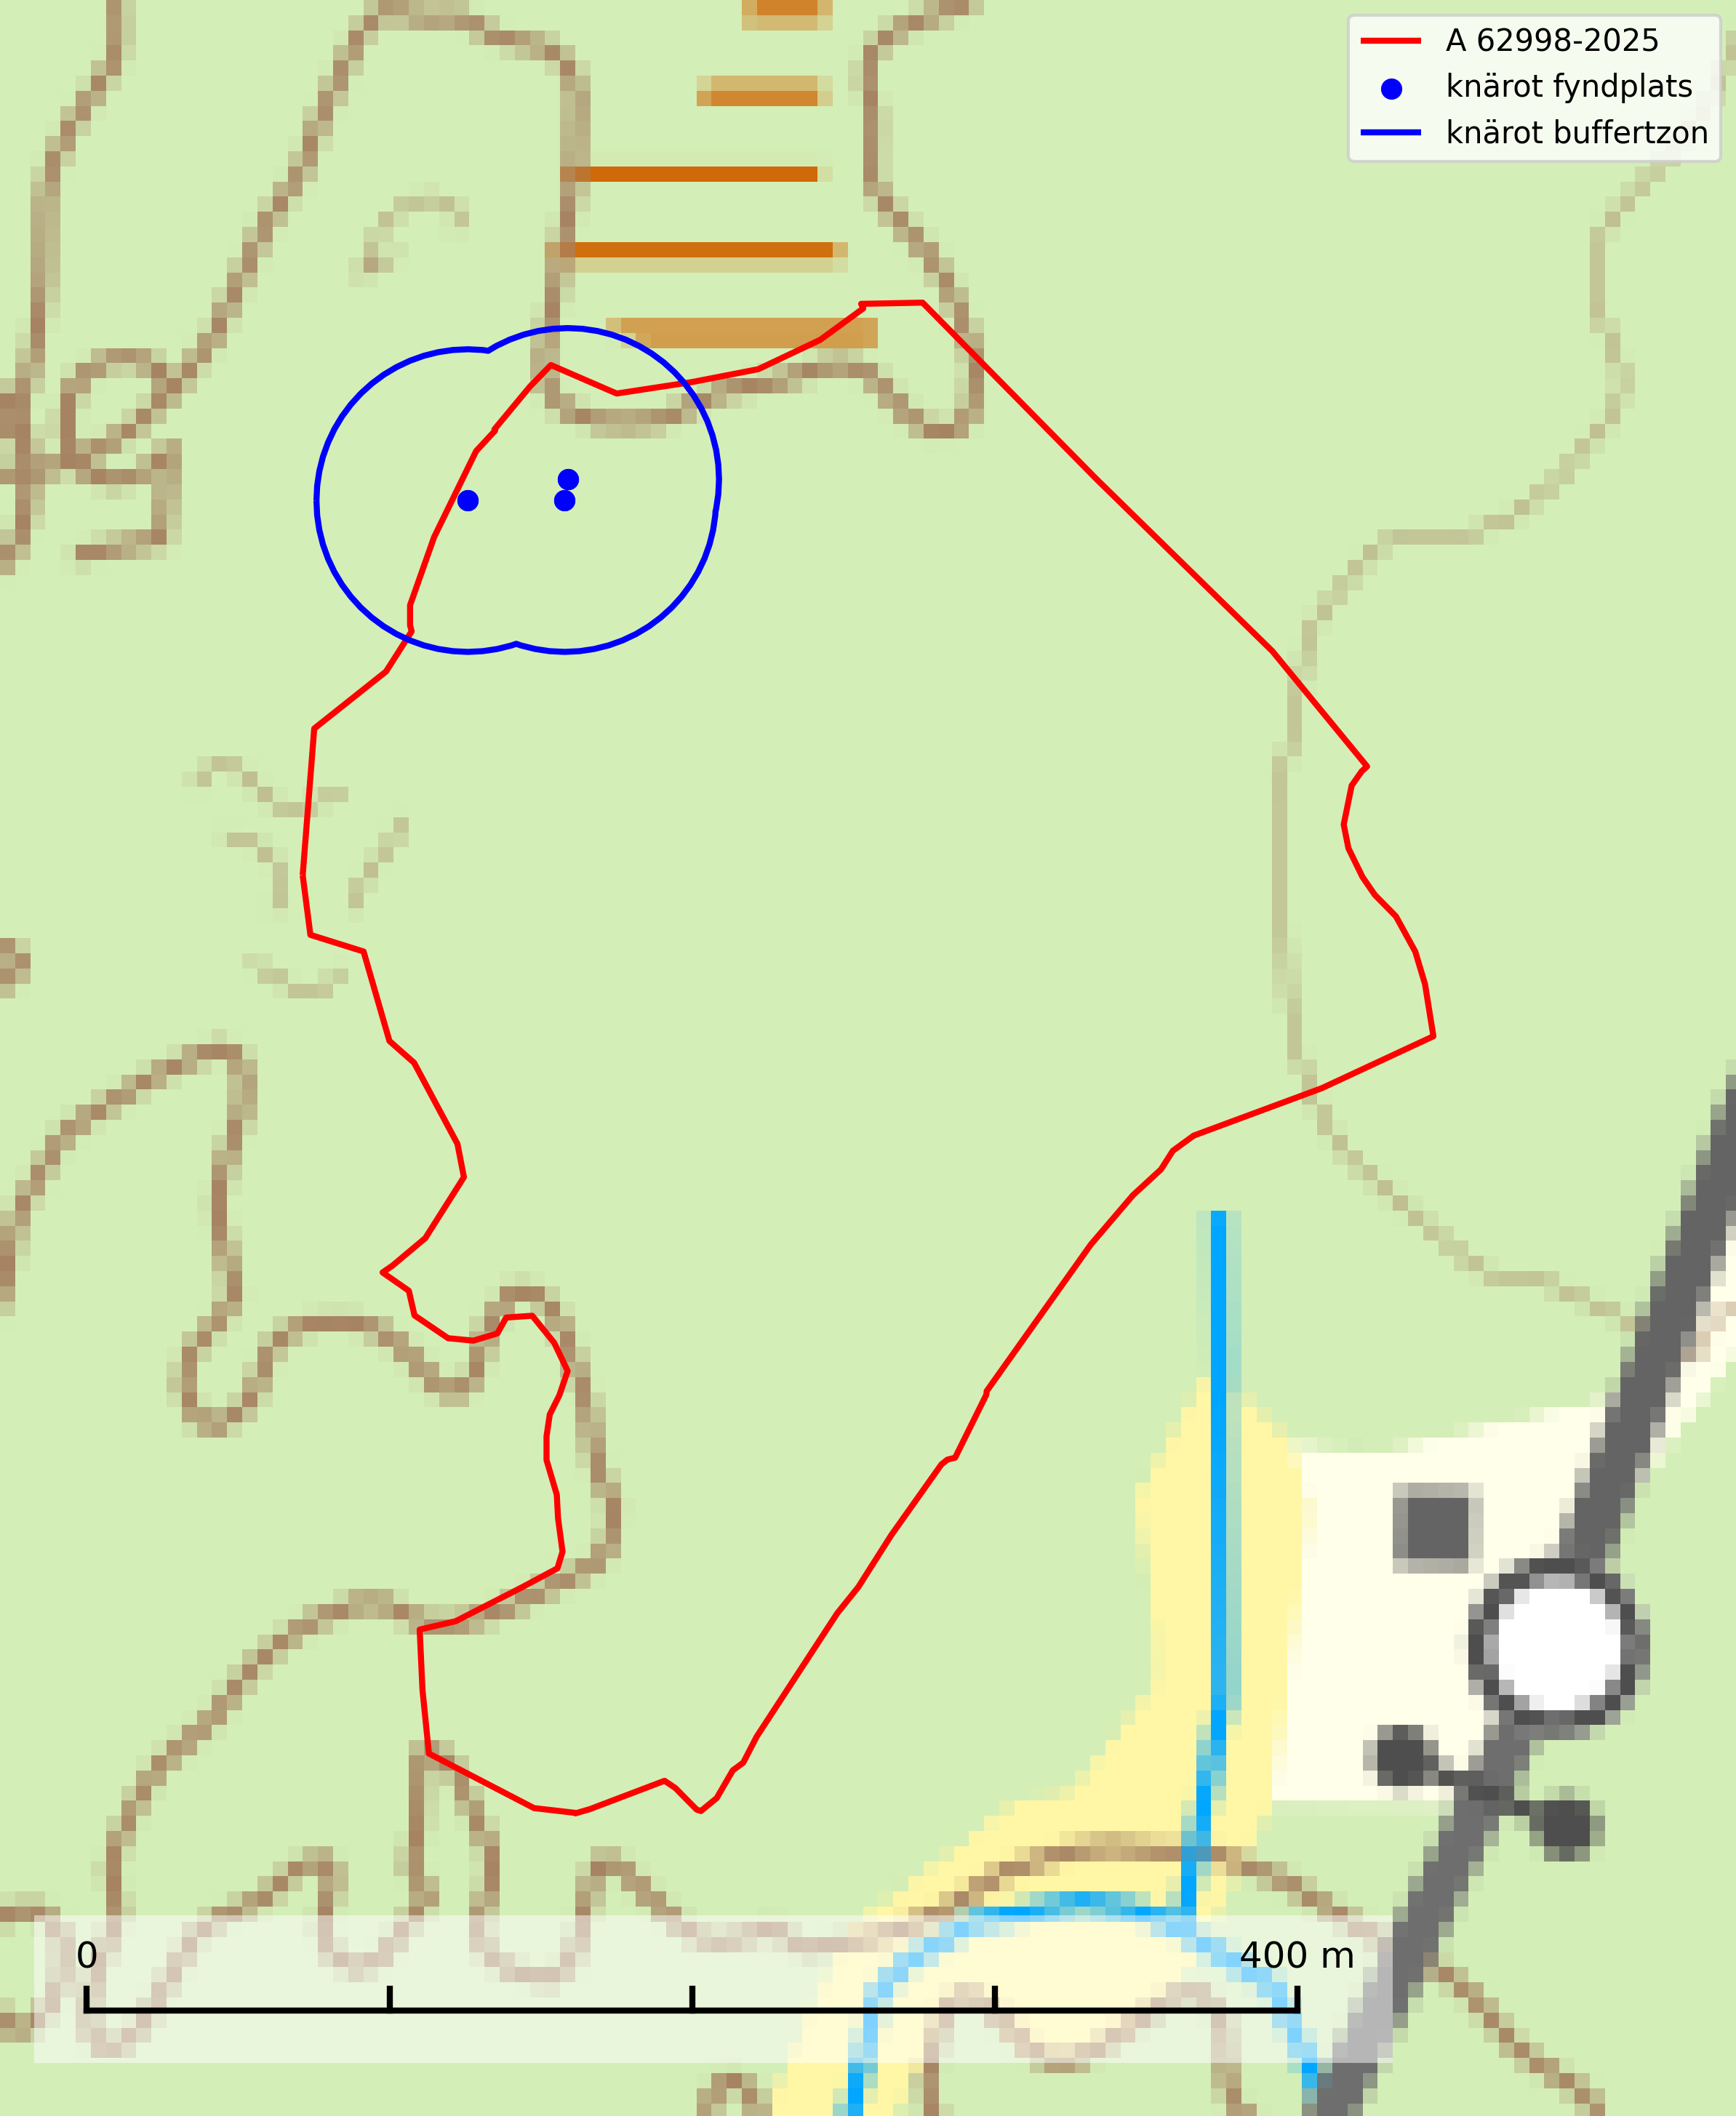 A 62998-2025
knärot fyndplats
knärot buffertzon
0 400 m